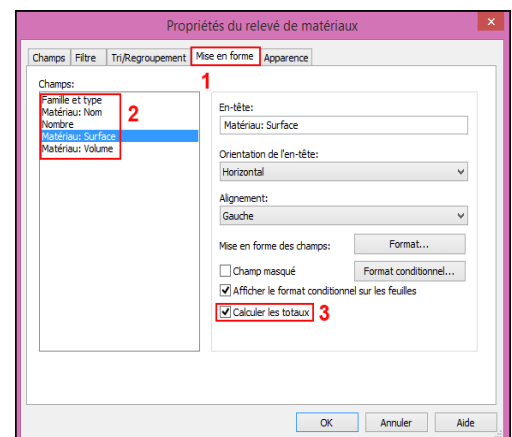 Propriétés du relevé de matériaux
Champs Filtre Tri/Regroupement Mise en forme Apparence
1
Champs:
Famille et type
Matériau: Nom
Nombre
Matériau: Surface
Matériau: Volume
2
En-tête:
Matériau: Surface
Orientation de l'en-tête:
Horizontal
Alignement:
Gauche
Mise en forme des champs: Format...
Champ masqué Format conditionnel...
Afficher le format conditionnel sur les feuilles
Calculer les totaux 3
OK Annuler Aide